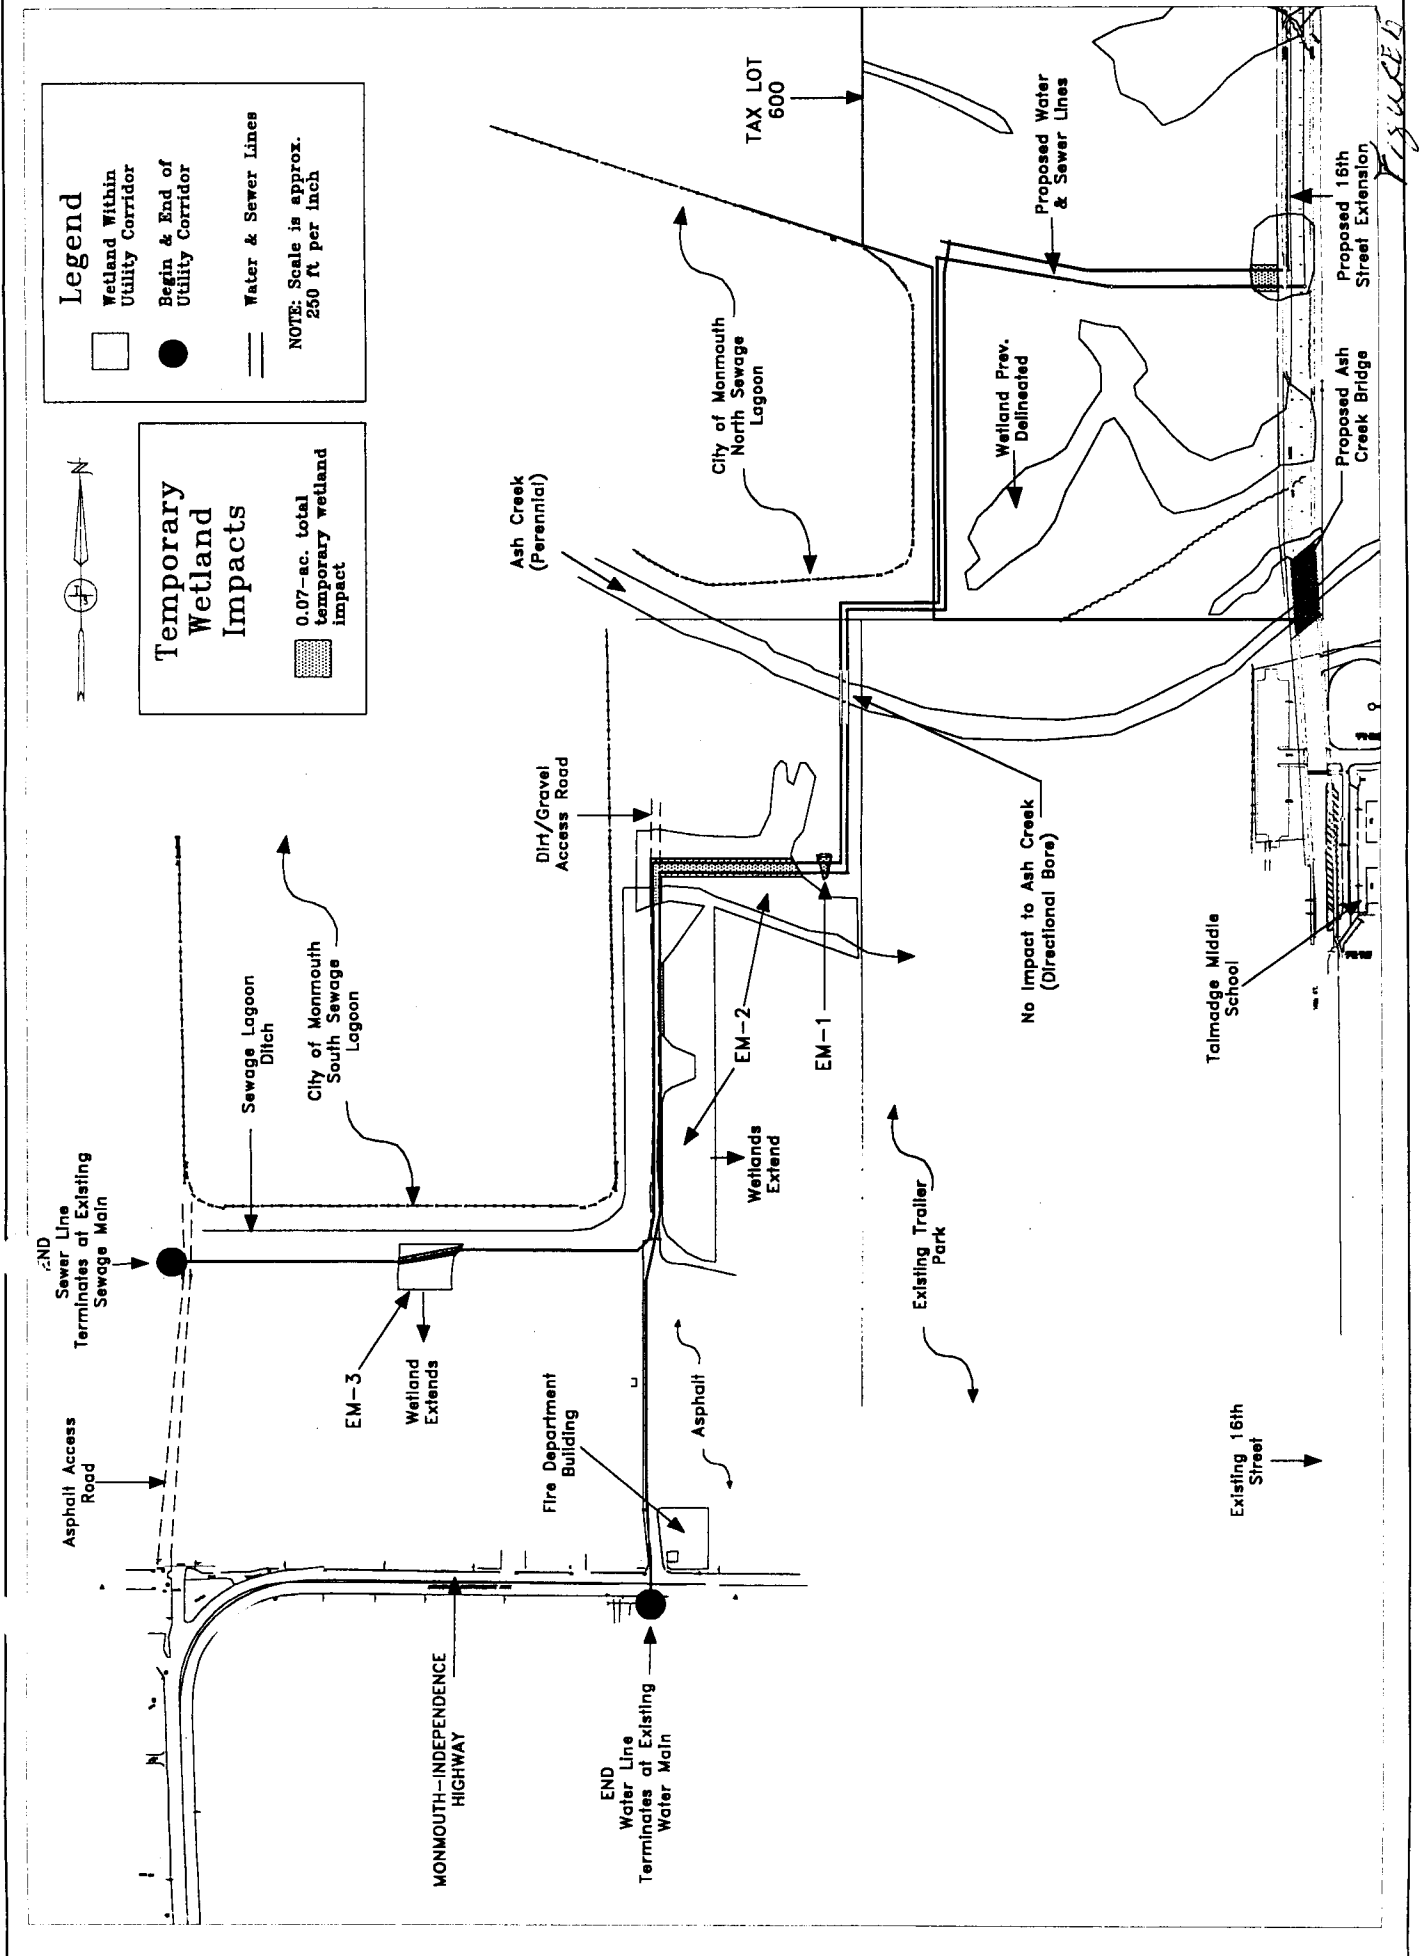 Legend
Wetland Within
Utility Corridor
Begin & End of
Utility Corridor
Water & Sewer Lines
NOTE: Scale is approx.
250 ft per inch
N
Temporary
Wetland
Impacts
0.07-ac. total
temporary wetland
impact
TAX LOT
600
Proposed Water
& Sewer Lines
City of Monmouth
North Sewage
Lagoon
Wetland Prev.
Delineated
Proposed 16th
Street Extension
Proposed Ash
Creek Bridge
Ash Creek
(Perennial)
Dirt/Gravel
Access Road
No Impact to Ash Creek
(Directional Bore)
Talmadge Middle
School
EM-2
EM-1
Wetlands
Extend
Sewage Lagoon
Ditch
City of Monmouth
South Sewage
Lagoon
END
Sewer Line
Terminates at Existing
Sewage Main
EM-3
Wetland
Extends
Asphalt Access
Road
Fire Department
Building
Asphalt
Existing Trailer
Park
Existing 16th
Street
MONMOUTH-INDEPENDENCE
HIGHWAY
END
Water Line
Terminates at Existing
Water Main